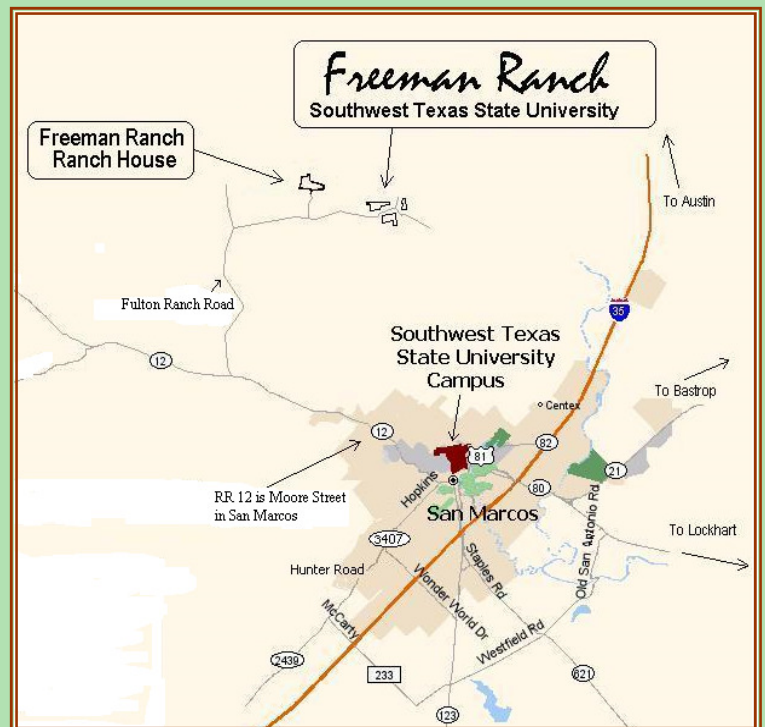 Freeman Ranch
Southwest Texas State University
Freeman Ranch
Ranch House
To Austin
Fulton Ranch Road
35
12
Southwest Texas
State University
Campus
To Bastrop
Centex
12
82
81
21
RR 12 is Moore Street
in San Marcos
Hopkins
80
San Marcos
Old San Antonio Rd
To Lockhart
3407
Hunter Road
Staples Rd
Wonder World Dr
McCarty
Westfield Rd
2439
233
621
123